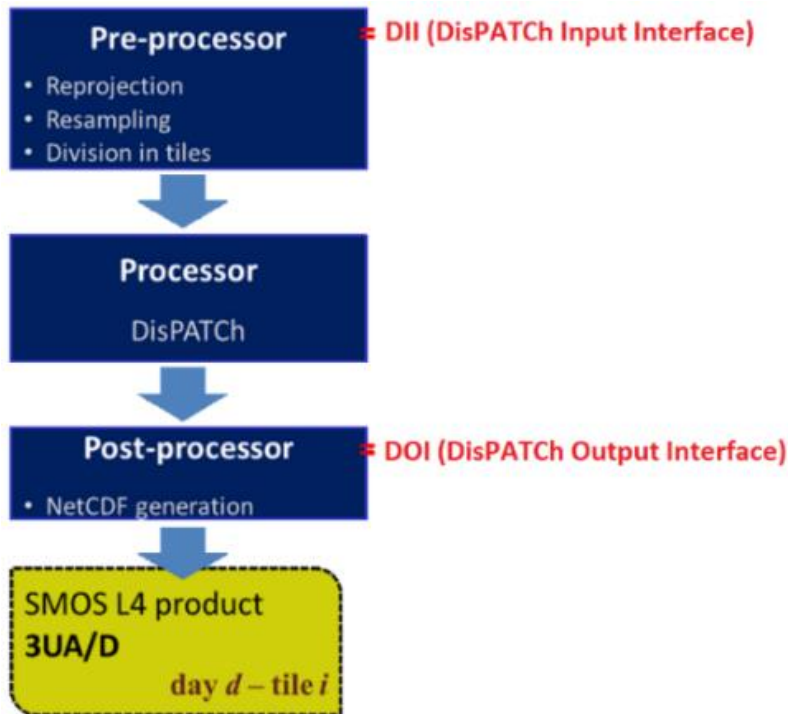 Pre-processor
= DII (DisPATCh Input Interface)
• Reprojection
• Resampling
• Division in tiles
Processor
DisPATCh
Post-processor
= DOI (DisPATCh Output Interface)
• NetCDF generation
SMOS L4 product
3UA/D
day d – tile i